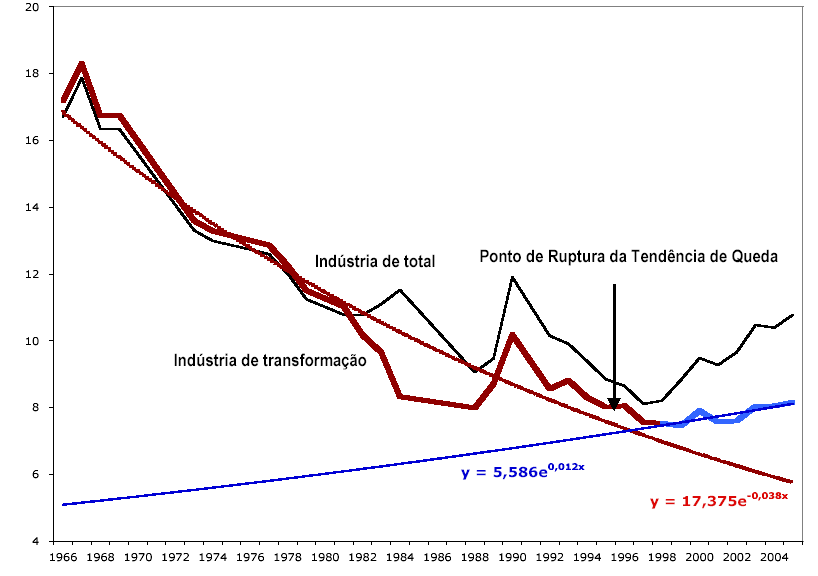 20
18
16
14
12
10
8
6
4
Indústria de total
Ponto de Ruptura da Tendência de Queda
Indústria de transformação
y = 5,586e^0,012x
y = 17,375e^-0,038x
1966 1968 1970 1972 1974 1976 1978 1980 1982 1984 1986 1988 1990 1992 1994 1996 1998 2000 2002 2004